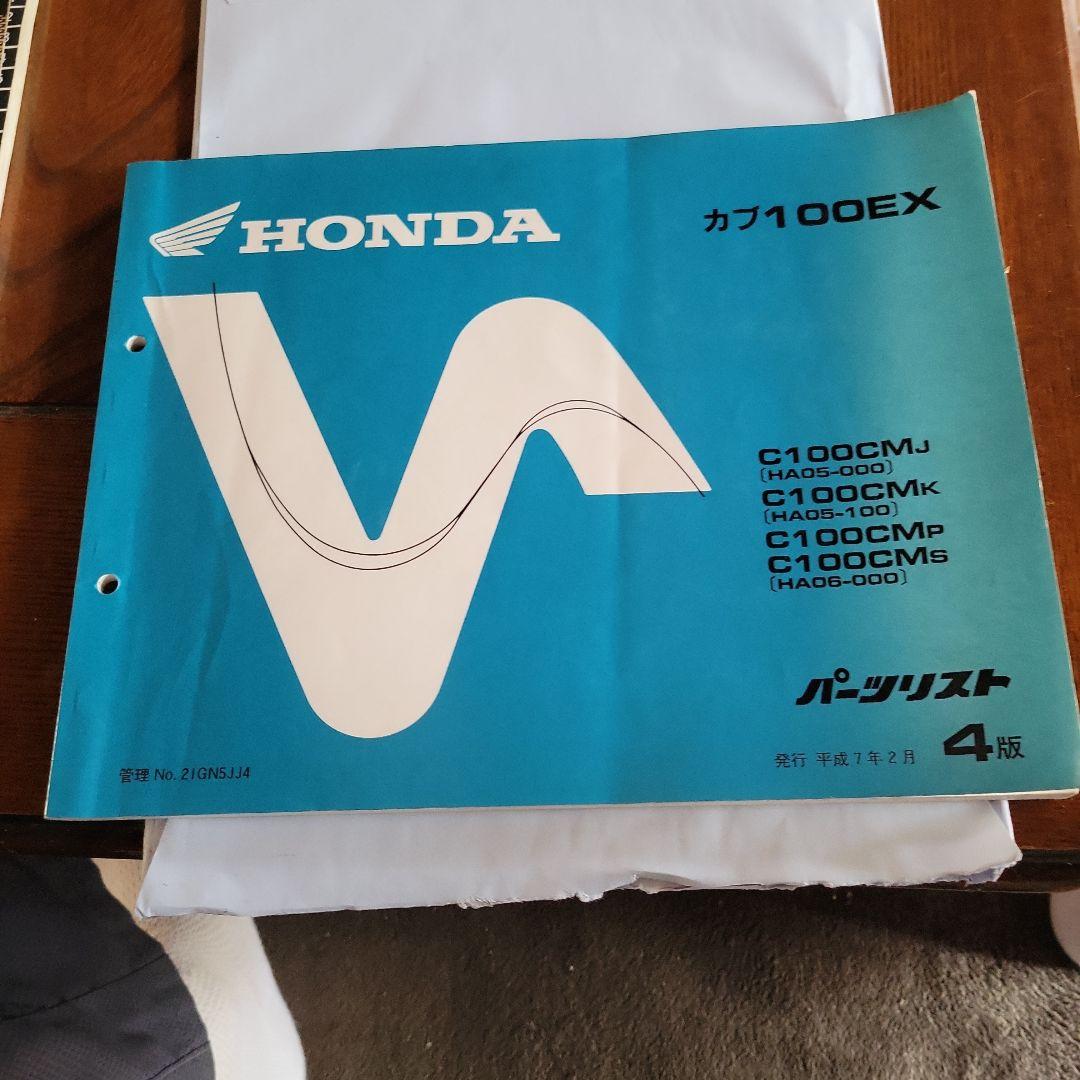 HONDA
カブ100EX
C100CMJ
(HA05-000)
C100CMK
(HA05-100)
C100CMP
C100CMS
(HA06-000)
パーツリスト
発行 平成7年2月 4版
管理 No. 21GN5JJ4